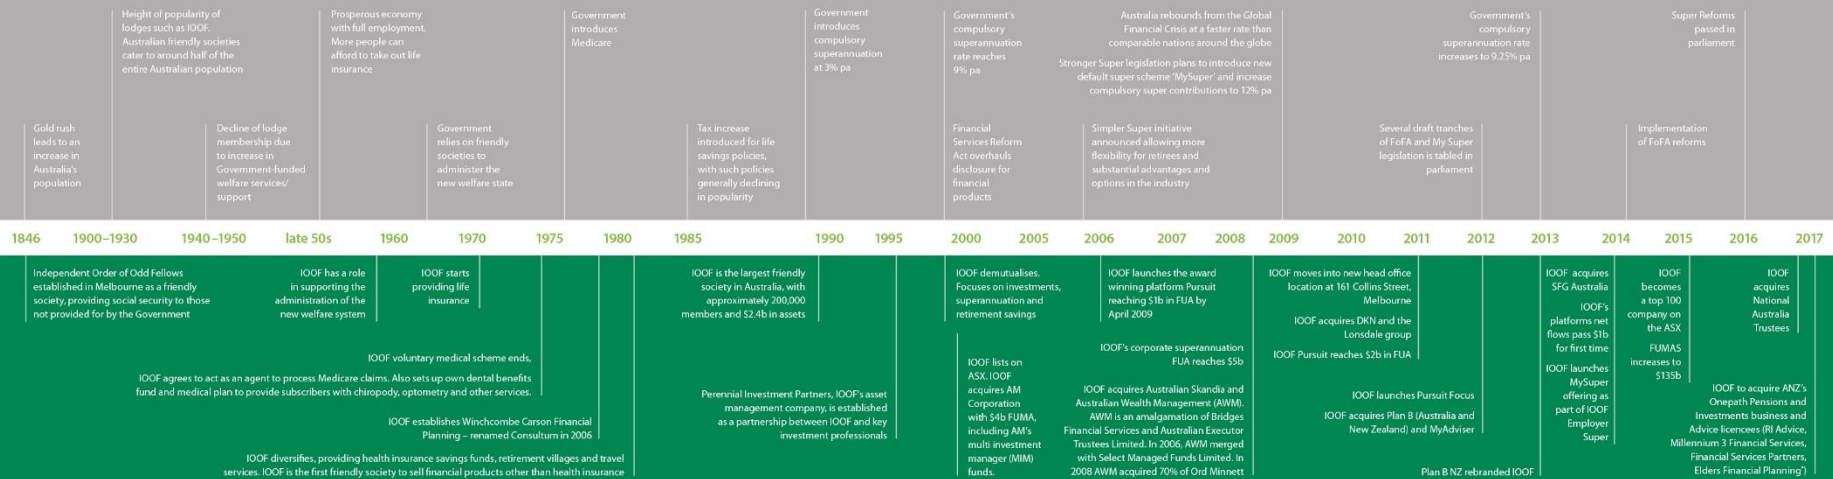 Height of popularity of
lodges such as IOOF.
Australian friendly societies
cater to around half of the
entire Australian population
Prosperous economy
with full employment.
More people can
afford to take out life
insurance
Government
introduces
Medicare
Government
introduces
compulsory
superannuation
at 3% pa
Government's
compulsory
superannuation
rate reaches
9% pa
Australia rebounds from the Global
Financial Crisis at a faster rate than
comparable nations around the globe
Stronger Super legislation plans to introduce new
default super scheme 'MySuper' and increase
compulsory super contributions to 12% pa
Government's
compulsory
superannuation rate
increases to 9.25% pa
Super Reforms
passed in
parliament
Gold rush
leads to an
increase in
Australia's
population
Decline of lodge
membership due
to increase in
Government-funded
welfare services/
support
Government
relies on friendly
societies to
administer the
new welfare state
Tax increase
introduced for life
savings policies,
with such policies
generally declining
in popularity
Financial
Services Reform
Act overhauls
disclosure for
financial
products
Simpler Super initiative
announced allowing more
flexibility for retirees and
substantial advantages and
options in the industry
Several draft tranches
of FoFA and My Super
legislation is tabled in
parliament
Implementation
of FoFA reforms
1846 1900–1930 1940–1950 late 50s 1960 1970 1975 1980 1985 1990 1995 2000 2005 2006 2007 2008 2009 2010 2011 2012 2013 2014 2015 2016 2017
Independent Order of Odd Fellows
established in Melbourne as a friendly
society, providing social security to those
not provided for by the Government
IOOF has a role
in supporting the
administration of the
new welfare system
IOOF starts
providing life
insurance
IOOF voluntary medical scheme ends,
IOOF agrees to act as an agent to process Medicare claims. Also sets up own dental benefits
fund and medical plan to provide subscribers with chiropody, optometry and other services.
IOOF establishes Winchcombe Carson Financial
Planning – renamed Consultum in 2006
IOOF diversifies, providing health insurance savings funds, retirement villages and travel
services. IOOF is the first friendly society to sell financial products other than health insurance
IOOF is the largest friendly
society in Australia, with
approximately 200,000
members and $2.4b in assets
Perennial Investment Partners, IOOF's asset
management company, is established
as a partnership between IOOF and key
investment professionals
IOOF demutualises.
Focuses on investments,
superannuation and
retirement savings
IOOF lists on
ASX. IOOF
acquires AM
Corporation
with $4b FUMA,
including AM's
multi investment
manager (MIM)
funds.
IOOF launches the award
winning platform Pursuit
reaching $1b in FUA by
April 2009
IOOF's corporate superannuation
FUA reaches $5b
IOOF acquires Australian Skandia and
Australian Wealth Management (AWM).
AWM is an amalgamation of Bridges
Financial Services and Australian Executor
Trustees Limited. In 2006, AWM merged
with Select Managed Funds Limited. In
2008 AWM acquired 70% of Ord Minnett
IOOF moves into new head office
location at 161 Collins Street,
Melbourne
IOOF acquires DKN and the
Lonsdale group
IOOF Pursuit reaches $2b in FUA
IOOF launches Pursuit Focus
IOOF acquires Plan B (Australia and
New Zealand) and MyAdviser
Plan B NZ rebranded IOOF
IOOF acquires
SFG Australia
IOOF's
platforms net
flows pass $1b
for first time
IOOF launches
MySuper
offering as
part of IOOF
Employer
Super
IOOF
becomes
a top 100
company on
the ASX
FUMAS
increases to
$135b
IOOF
acquires
National
Australia
Trustees
IOOF to acquire ANZ's
Onepath Pensions and
Investments business and
Advice licencees (RI Advice,
Millennium 3 Financial Services,
Financial Services Partners,
Elders Financial Planning*)